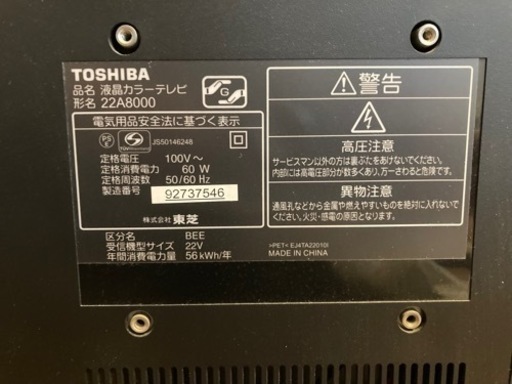 TOSHIBA
品名 液晶カラーテレビ
形名 22A8000
電気用品安全法に基づく表示
PS
E
JS50146248
定格電圧 100V～
定格消費電力 60 W
定格周波数 50/60 Hz
製造番号 92737546
株式会社 東芝
区分名 BEE
受信機型サイズ 22V
年間消費電力量 56 kWh/年
警告
高圧注意
サービスマン以外の方は裏ぶたをあけないでください。
内部には高電圧部分が数多くあり、万一さわると危険です。
異物注意
通風孔などから金属や燃えやすいものなど入れないで
ください。火災・感電の原因となります。
>PET< EJ4TA22010I
MADE IN CHINA